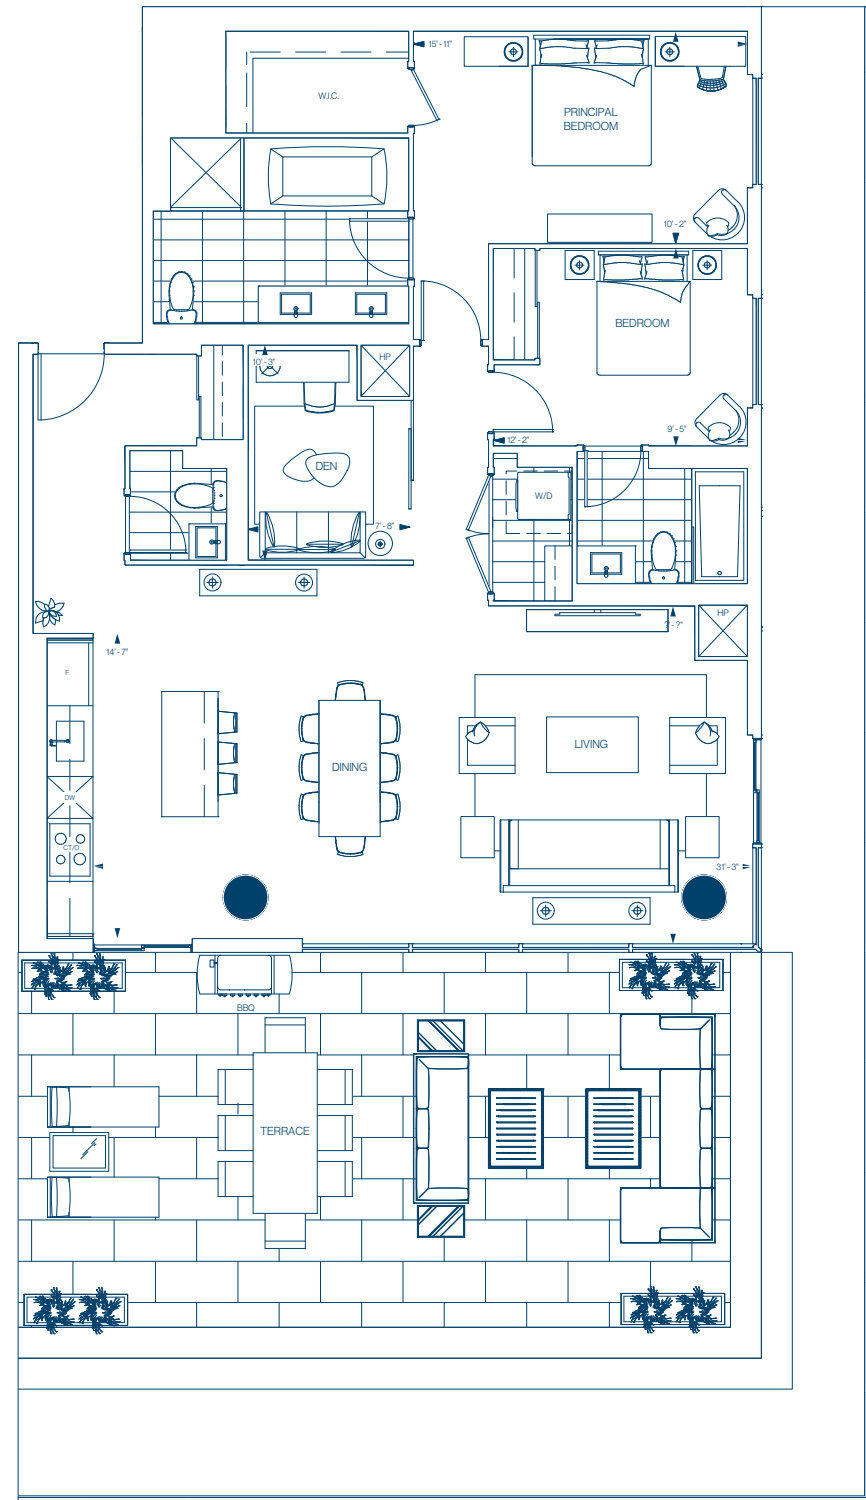 15'-11"
W.I.C.
PRINCIPAL
BEDROOM
10'-2"
BEDROOM
HP
10'-3"
9'-5"
12'-2"
DEN
W/D
7'-8"
HP
?'-?"
14'-7"
F
LIVING
DINING
DW
CT/O
31'-3"
BBQ
TERRACE